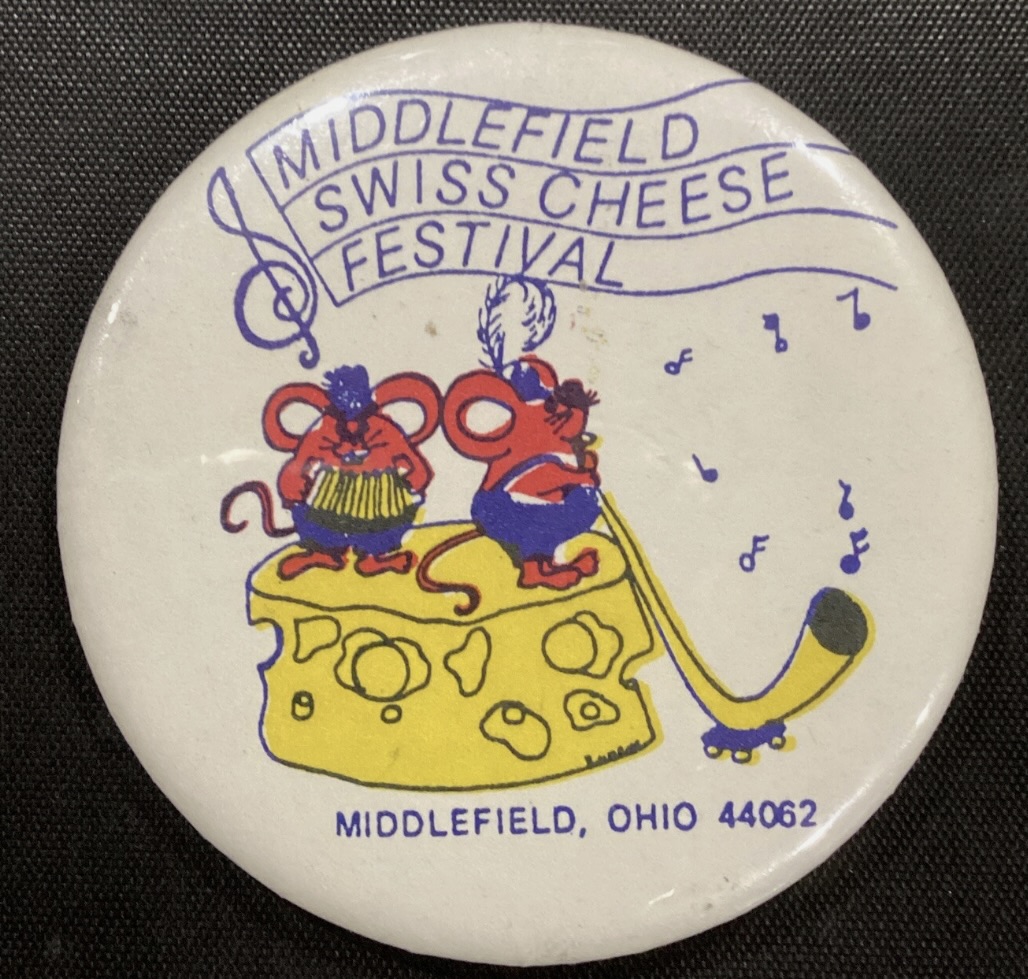 MIDDLEFIELD
SWISS CHEESE
FESTIVAL
MIDDLEFIELD, OHIO 44062